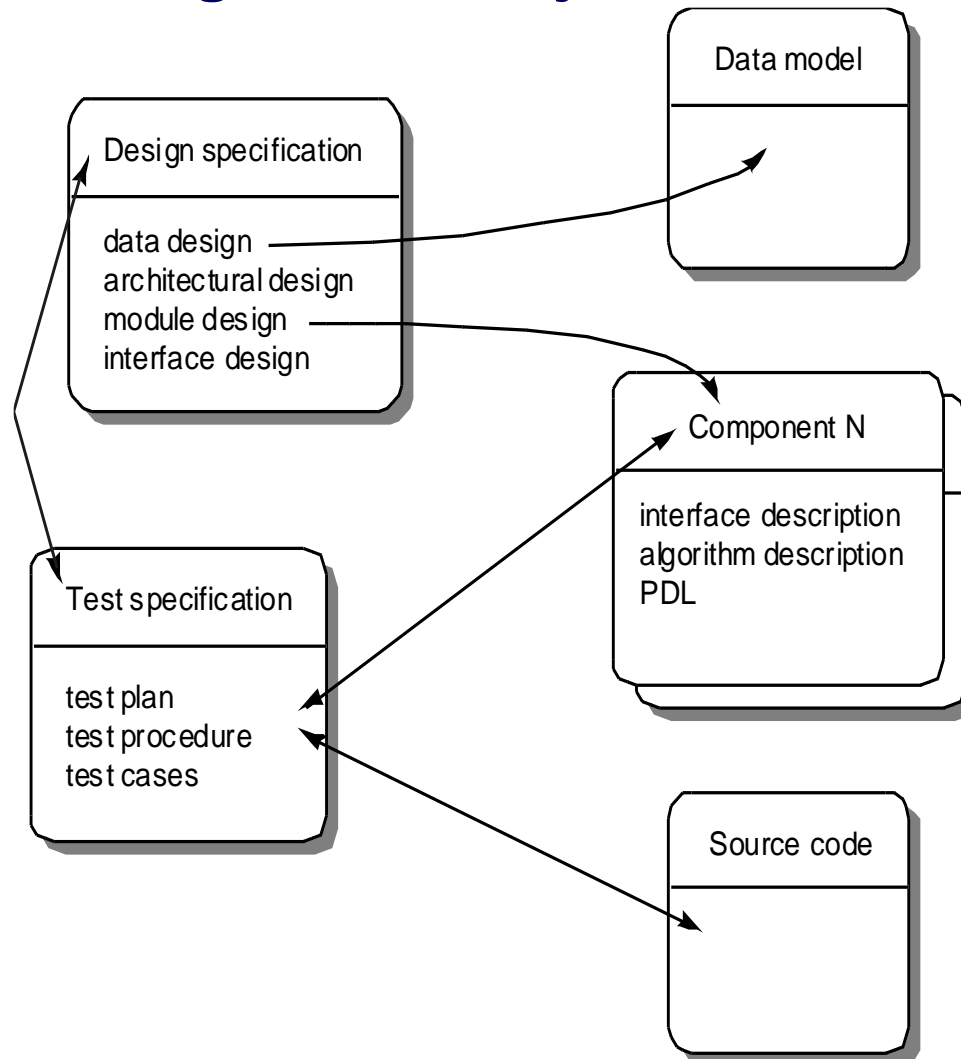 Data model
Design specification
data design
architectural design
module design
interface design
Component N
interface description
algorithm description
PDL
Test specification
test plan
test procedure
test cases
Source code